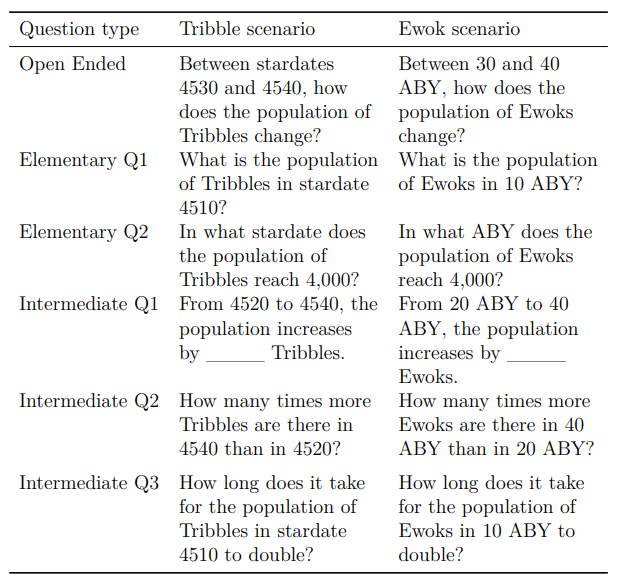 Question type Tribble scenario Ewok scenario
Open Ended Between stardates Between 30 and 40
4530 and 4540, how ABY, how does the
does the population of population of Ewoks
Tribbles change? change?
Elementary Q1 What is the population What is the population
of Tribbles in stardate of Ewoks in 10 ABY?
4510?
Elementary Q2 In what stardate does In what ABY does the
the population of population of Ewoks
Tribbles reach 4,000? reach 4,000?
Intermediate Q1 From 4520 to 4540, the From 20 ABY to 40
population increases ABY, the population
by ______ Tribbles. increases by ______
Ewoks.
Intermediate Q2 How many times more How many times more
Tribbles are there in Ewoks are there in 40
4540 than in 4520? ABY than in 20 ABY?
Intermediate Q3 How long does it take How long does it take
for the population of for the population of
Tribbles in stardate Ewoks in 10 ABY to
4510 to double? double?